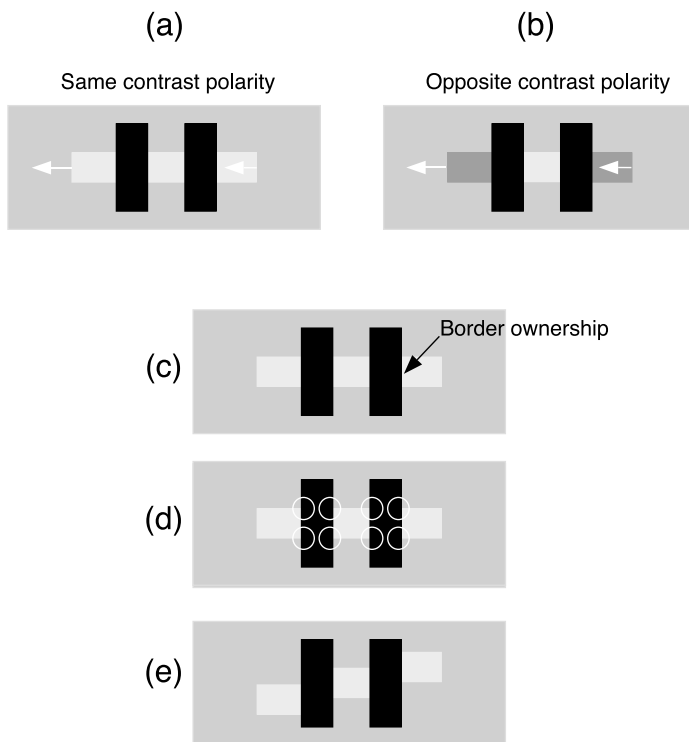 (a)
(b)
Same contrast polarity
Opposite contrast polarity
Border ownership
(c)
(d)
(e)